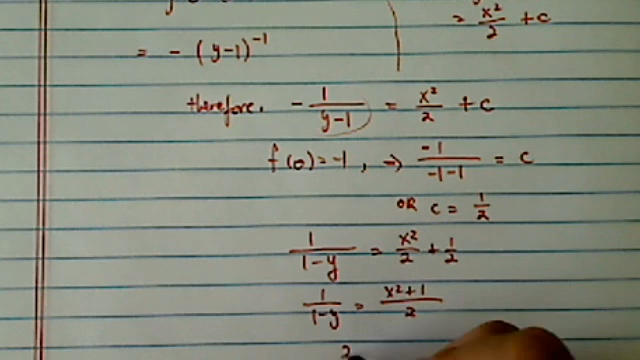 = x²/2 + c
= - (y-1)⁻¹
therefore, - 1/(y-1) = x²/2 + c
f(0) = -1, → -1/(-1-1) = c
OR c = 1/2
1/(1-y) = x²/2 + 1/2
1/(1-y) = (x²+1)/2
2